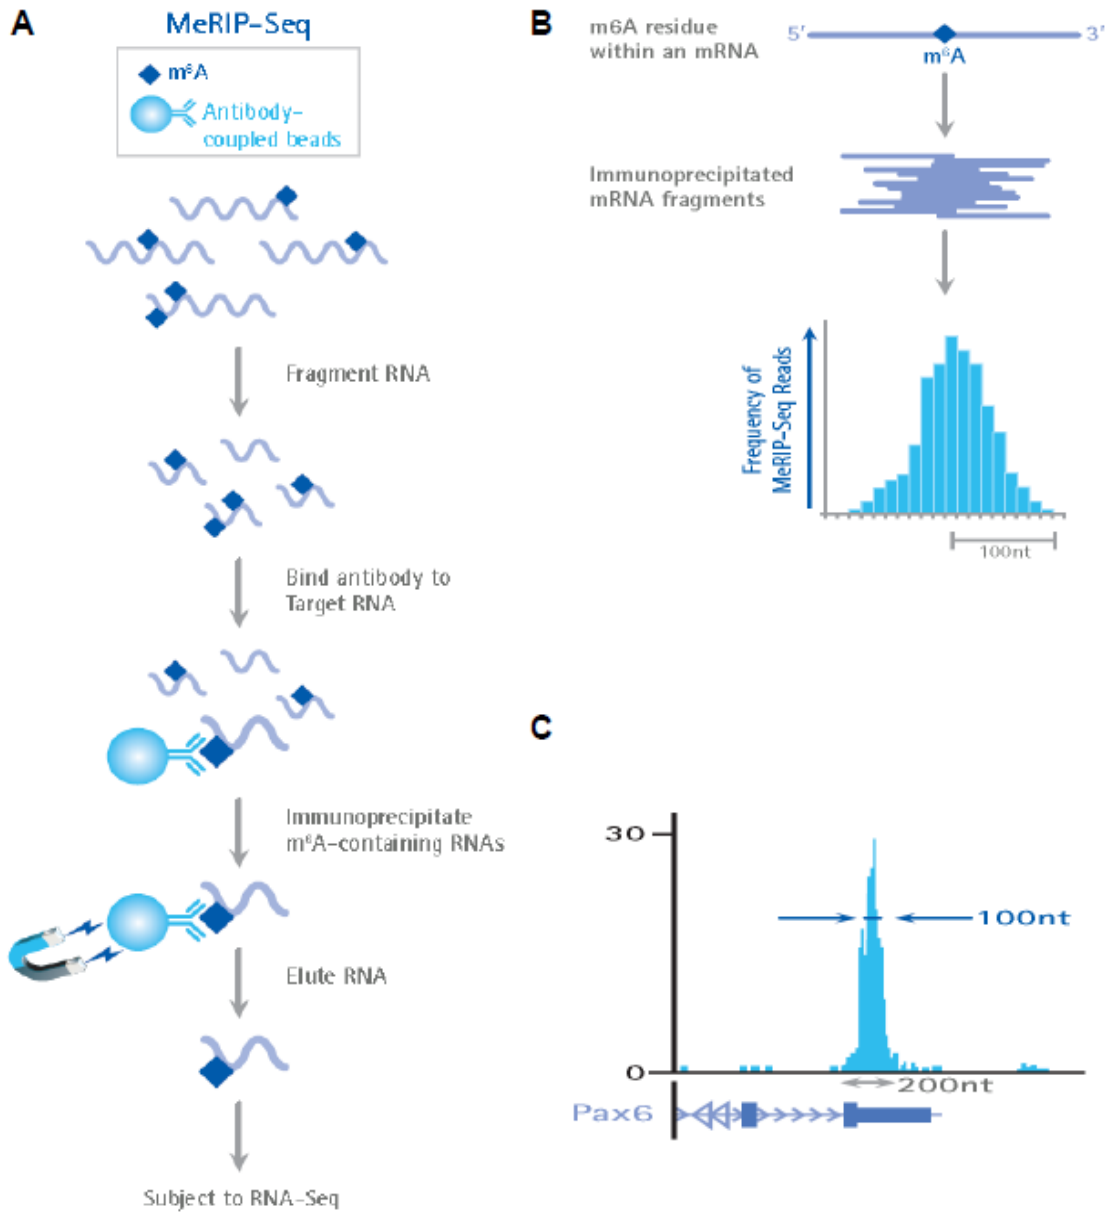 A
MeRIP-Seq
m⁶A
Antibody-
coupled beads
Fragment RNA
Bind antibody to
Target RNA
Immunoprecipitate
m⁶A-containing RNAs
Elute RNA
Subject to RNA-Seq
B
m6A residue
within an mRNA
5′
3′
m⁶A
Immunoprecipitated
mRNA fragments
Frequency of
MeRIP-Seq Reads
100nt
C
30
100nt
0
200nt
Pax6